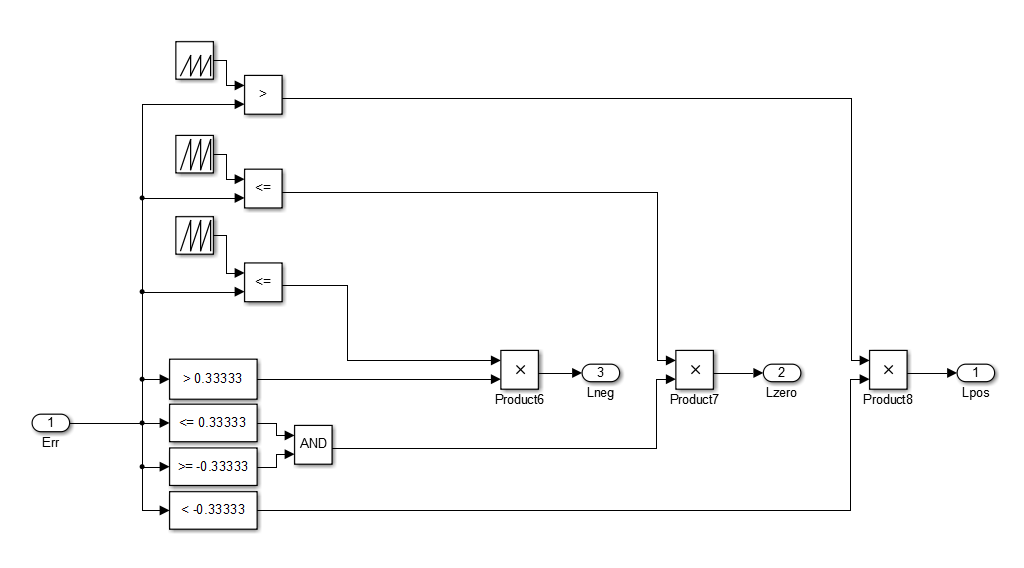 >
<=
<=
> 0.33333
×
3
×
2
×
1
Product6
Lneg
Product7
Lzero
Product8
Lpos
1
Err
<= 0.33333
AND
>= -0.33333
< -0.33333